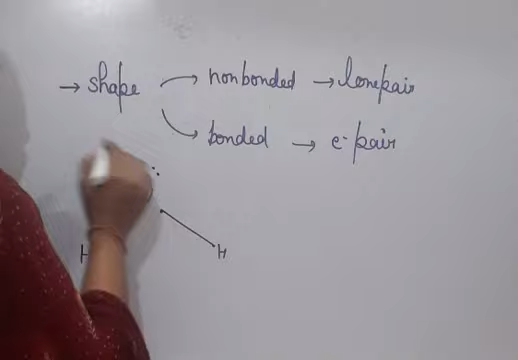 → shape → nonbonded → lonepair
→ bonded → e- pair
H H